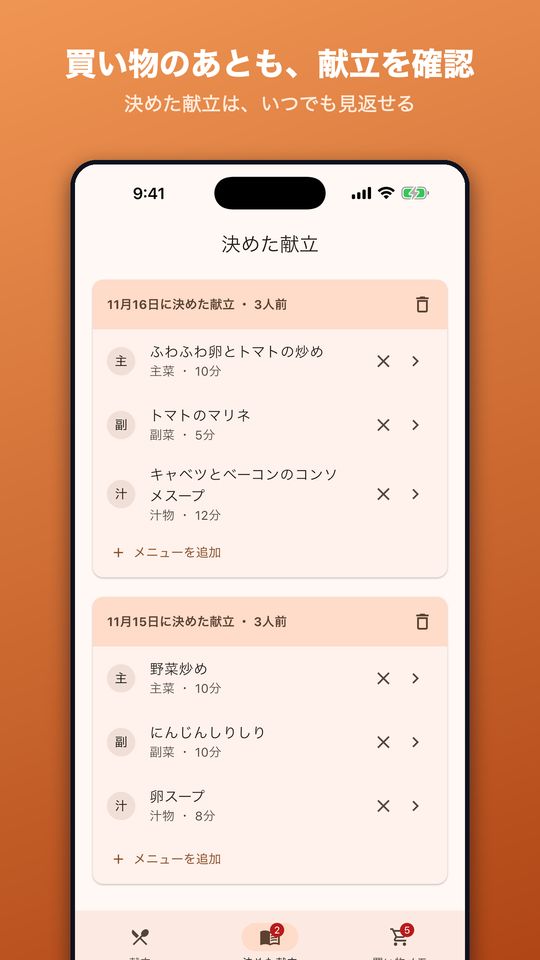 買い物のあとも、献立を確認
決めた献立は、いつでも見返せる
9:41
決めた献立
11月16日に決めた献立 ・ 3人前
主
ふわふわ卵とトマトの炒め
主菜 ・ 10分
副
トマトのマリネ
副菜 ・ 5分
汁
キャベツとベーコンのコンソ
メスープ
汁物 ・ 12分
+ メニューを追加
11月15日に決めた献立 ・ 3人前
主
野菜炒め
主菜 ・ 10分
副
にんじんしりしり
副菜 ・ 10分
汁
卵スープ
汁物 ・ 8分
+ メニューを追加
2
5